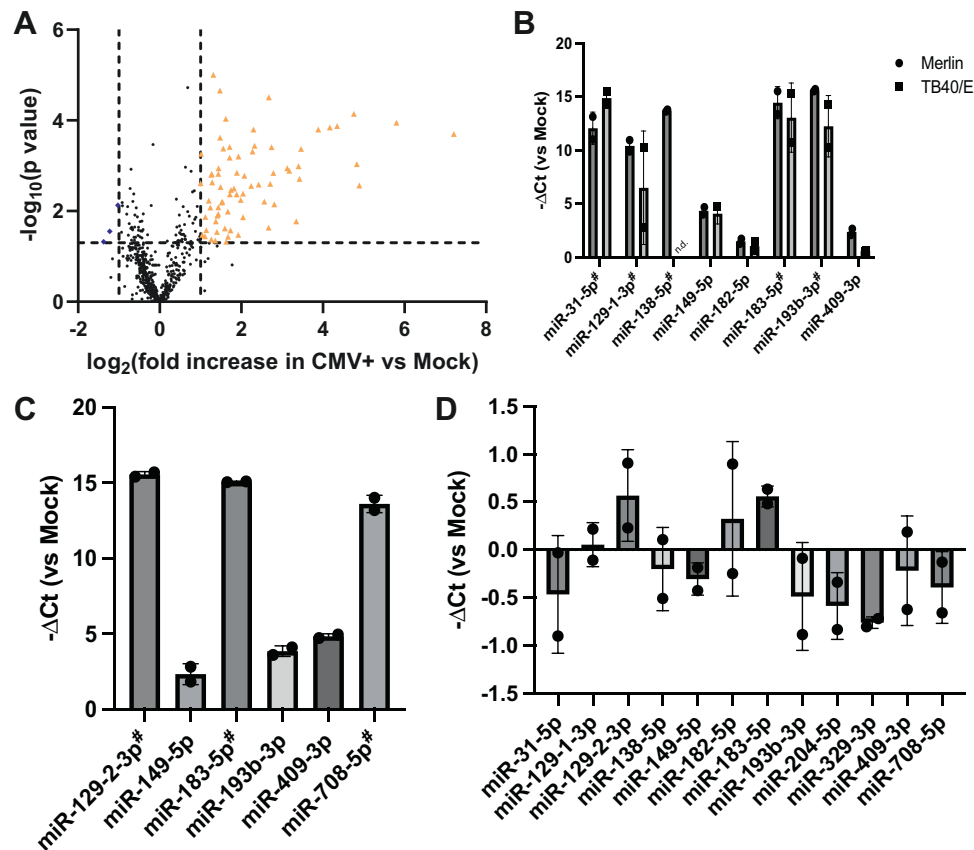 A
-log10(p value)
6
4
2
0
-2
0
2
4
6
8
log2(fold increase in CMV+ vs Mock)
B
-ΔCt (vs Mock)
20
15
10
5
0
n.d.
miR-31-5p#
miR-129-1-3p#
miR-138-5p#
miR-149-5p
miR-182-5p
miR-183-5p#
miR-193b-3p#
miR-409-3p
Merlin
TB40/E
C
-ΔCt (vs Mock)
20
15
10
5
0
miR-129-2-3p#
miR-149-5p
miR-183-5p#
miR-193b-3p
miR-409-3p
miR-708-5p#
D
-ΔCt (vs Mock)
1.5
1.0
0.5
0.0
-0.5
-1.0
-1.5
miR-31-5p
miR-129-1-3p
miR-129-2-3p
miR-138-5p
miR-149-5p
miR-182-5p
miR-183-5p
miR-193b-3p
miR-204-5p
miR-329-3p
miR-409-3p
miR-708-5p